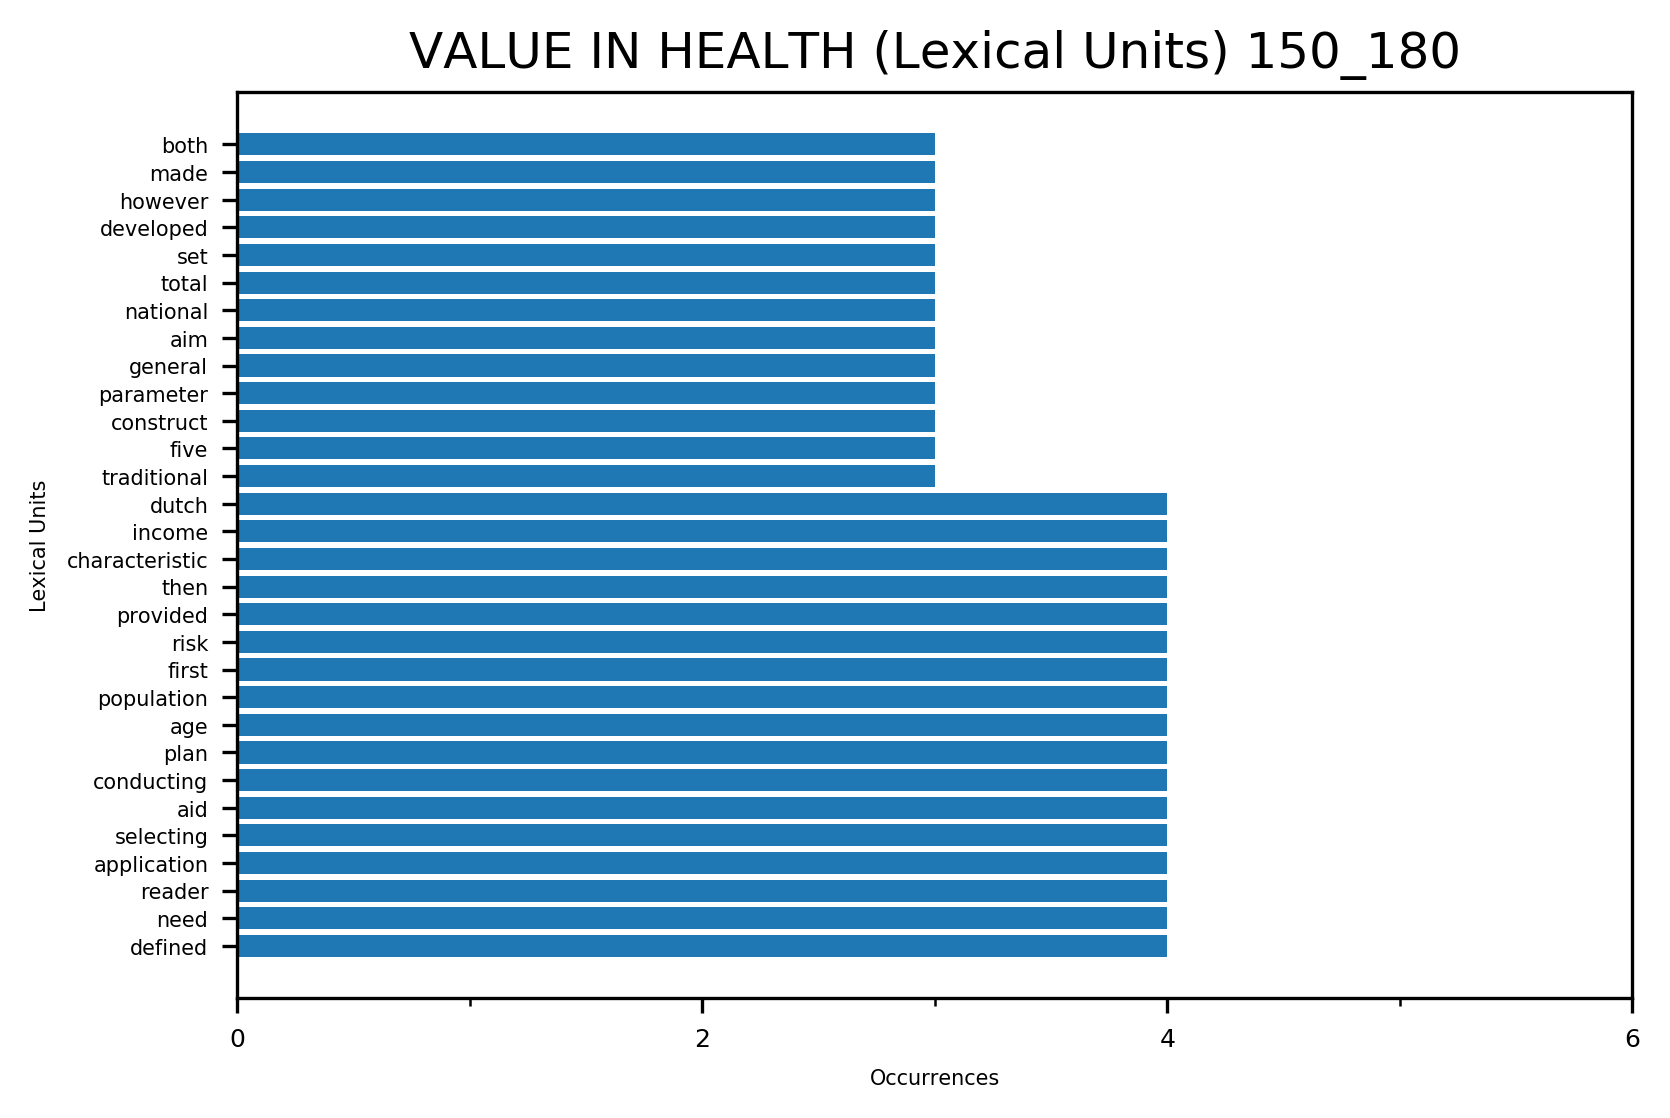 VALUE IN HEALTH (Lexical Units) 150_180
both
made
however
developed
set
total
national
aim
general
parameter
construct
five
traditional
dutch
income
characteristic
then
provided
risk
first
population
age
plan
conducting
aid
selecting
application
reader
need
defined
Lexical Units
0 2 4 6
Occurrences